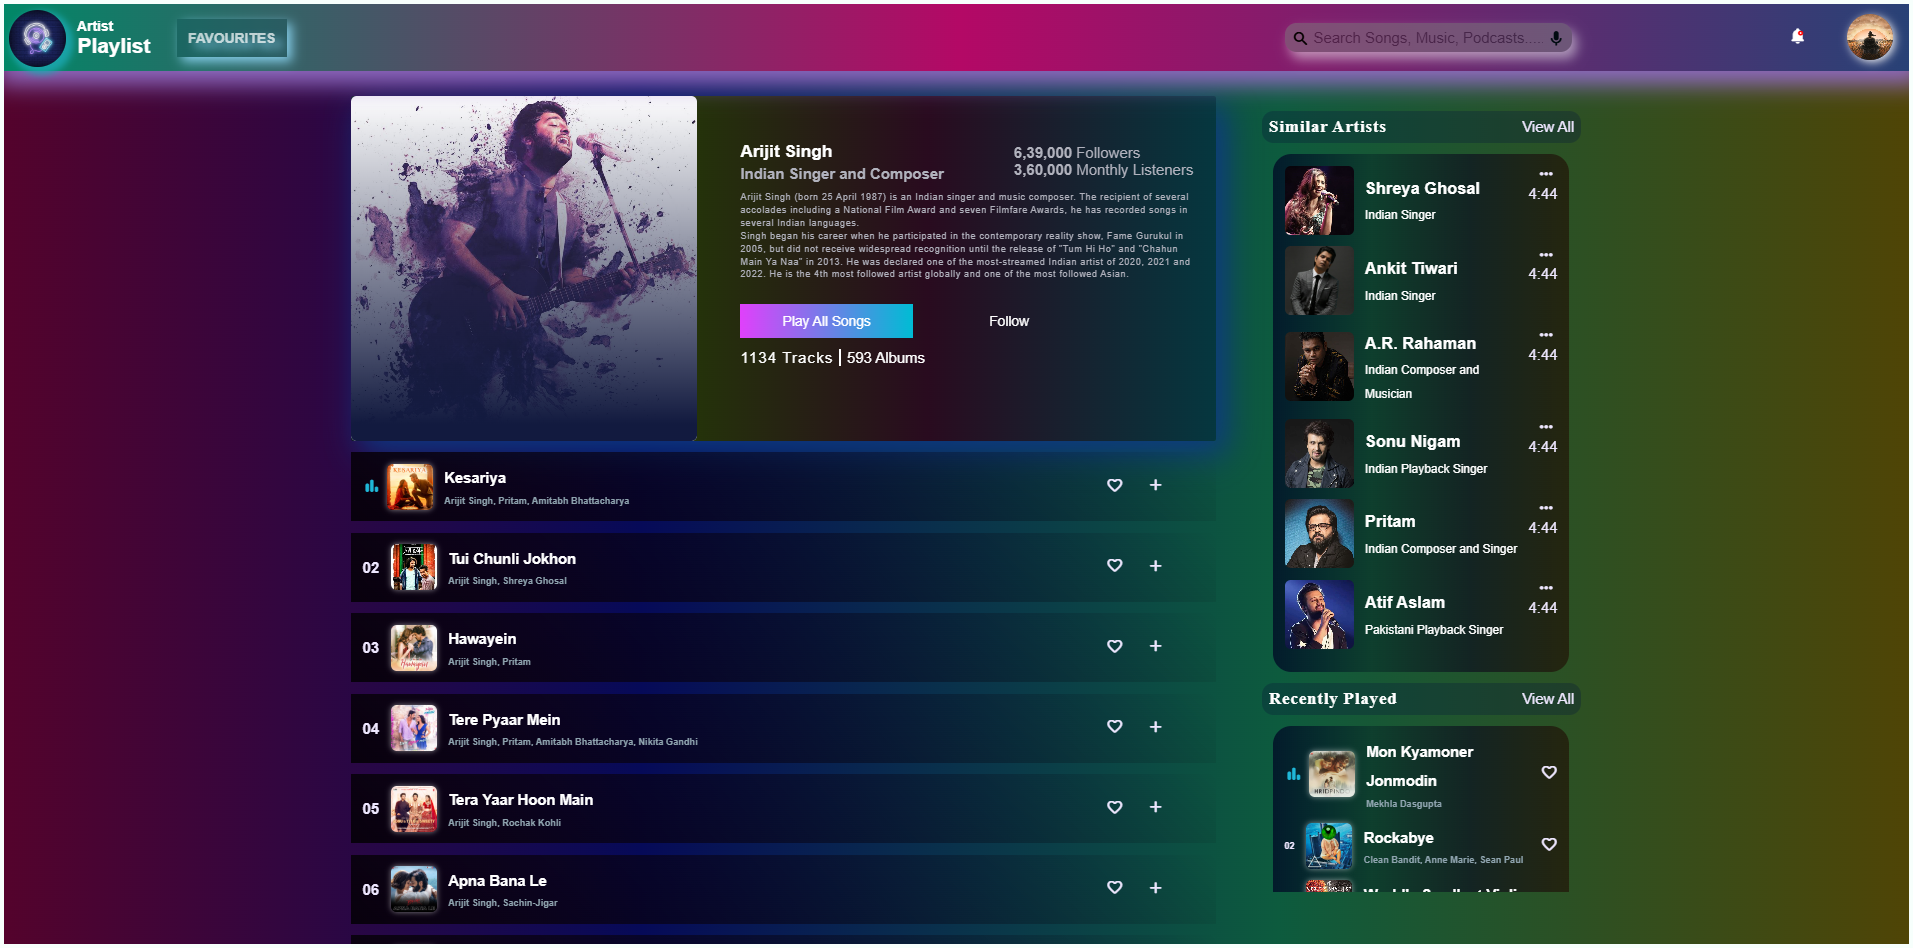 Artist
Playlist
FAVOURITES
Search Songs, Music, Podcasts....
Arijit Singh
Indian Singer and Composer
6,39,000 Followers
3,60,000 Monthly Listeners
Arijit Singh (born 25 April 1987) is an Indian singer and music composer. The recipient of several
accolades including a National Film Award and seven Filmfare Awards, he has recorded songs in
several Indian languages.
Singh began his career when he participated in the contemporary reality show, Fame Gurukul in
2005, but did not receive widespread recognition until the release of "Tum Hi Ho" and "Chahun
Main Ya Naa" in 2013. He was declared one of the most-streamed Indian artist of 2020, 2021 and
2022. He is the 4th most followed artist globally and one of the most followed Asian.
Play All Songs
Follow
1134 Tracks | 593 Albums
KESARIYA
Kesariya
Arijit Singh, Pritam, Amitabh Bhattacharya
02
Tui Chunli Jokhon
Arijit Singh, Shreya Ghosal
03
Hawayein
Arijit Singh, Pritam
04
Tere Pyaar Mein
Arijit Singh, Pritam, Amitabh Bhattacharya, Nikita Gandhi
05
Tera Yaar Hoon Main
Arijit Singh, Rochak Kohli
06
Apna Bana Le
Arijit Singh, Sachin-Jigar
Similar Artists
View All
Shreya Ghosal
4:44
Indian Singer
Ankit Tiwari
4:44
Indian Singer
A.R. Rahaman
4:44
Indian Composer and
Musician
Sonu Nigam
4:44
Indian Playback Singer
Pritam
4:44
Indian Composer and Singer
Atif Aslam
4:44
Pakistani Playback Singer
Recently Played
View All
Mon Kyamoner
Jonmodin
Mekhla Dasgupta
02
Rockabye
Clean Bandit, Anne Marie, Sean Paul